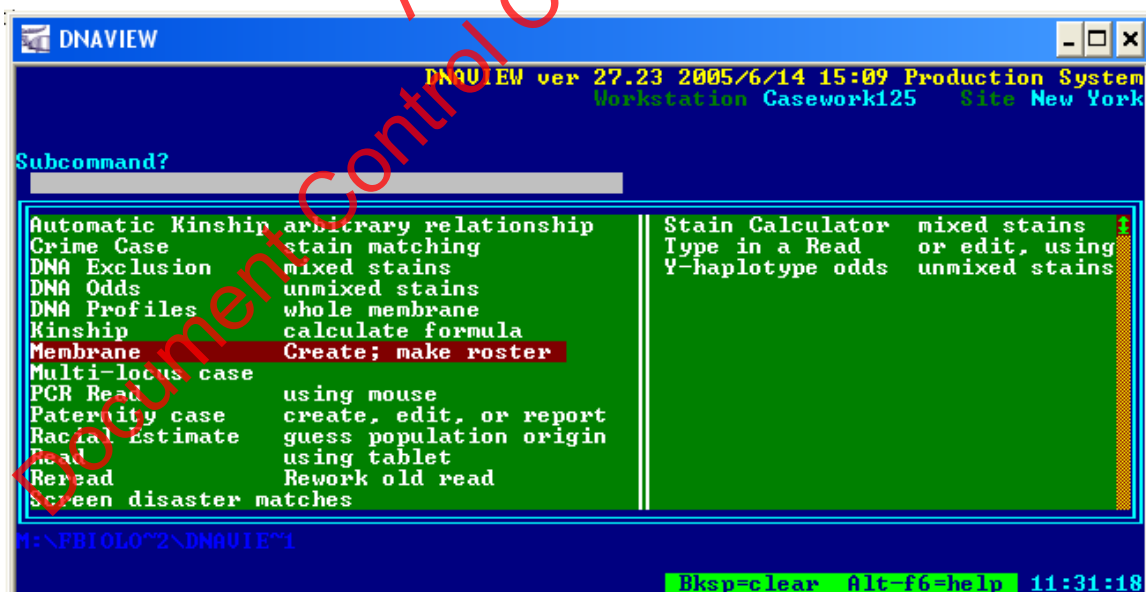 DNAVIEW
DNAVIEW ver 27.23 2005/6/14 15:09 Production System
Workstation Casework125 Site New York
Subcommand?
Automatic Kinship arbitrary relationship
Crime Case stain matching
DNA Exclusion mixed stains
DNA Odds unmixed stains
DNA Profiles whole membrane
Kinship calculate formula
Membrane Create; make roster
Multi-locus case
PCR Read using mouse
Paternity case create, edit, or report
Racial Estimate guess population origin
Read using tablet
Reread Rework old read
Screen disaster matches
Stain Calculator mixed stains
Type in a Read or edit, using
Y-haplotype odds unmixed stains
M:\FBIOLO~2\DNAVIE~1
Bksp=clear Alt-f6=help 11:31:18
Document Control